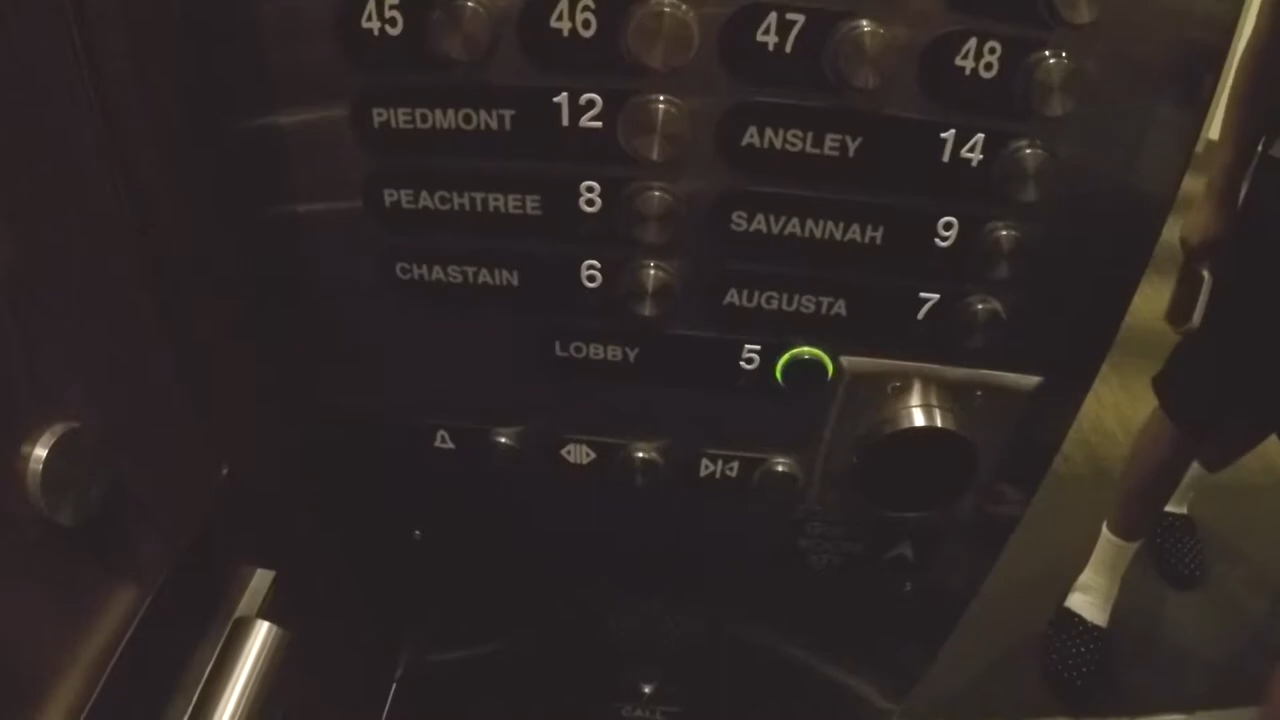 45 46 47 48
PIEDMONT 12 ANSLEY 14
PEACHTREE 8 SAVANNAH 9
CHASTAIN 6 AUGUSTA 7
LOBBY 5
CALL